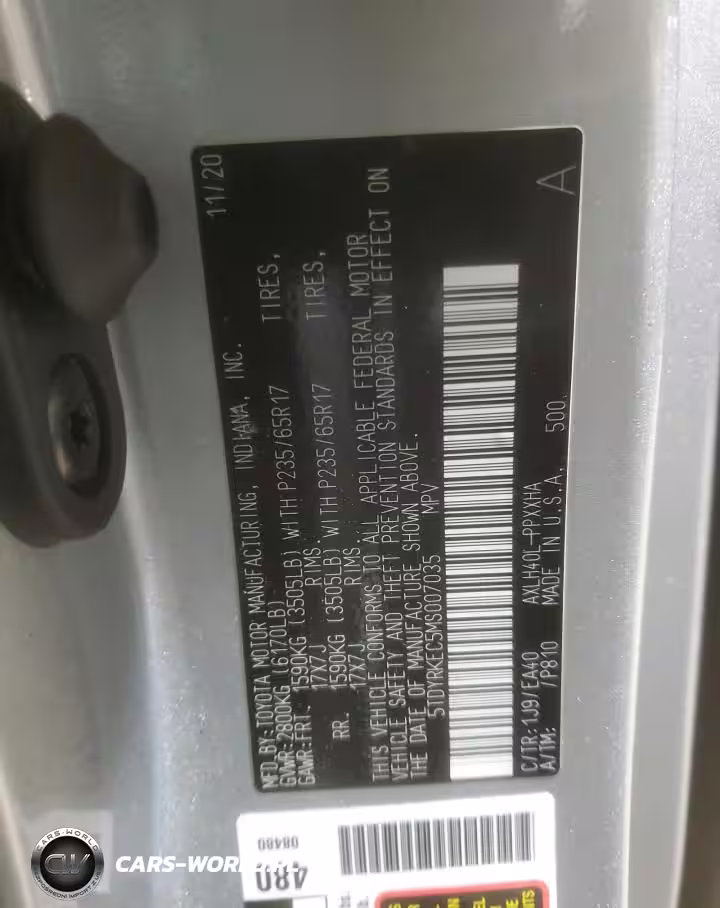 MFD.BY:TOYOTA MOTOR MANUFACTURING, INDIANA, INC. 11/20
GVWR:2800KG (6170LB)
GAWR:FRT. 1590KG (3505LB) WITH P235/65R17 TIRES,
17X7J RIMS.
RR. 1590KG (3505LB) WITH P235/65R17 TIRES,
17X7J RIMS.
THIS VEHICLE CONFORMS TO ALL APPLICABLE FEDERAL MOTOR
VEHICLE SAFETY AND THEFT PREVENTION STANDARDS IN EFFECT ON
THE DATE OF MANUFACTURE SHOWN ABOVE.
5TDYRKEC5MS007035 MPV
C/TR:1J9/EA40 AXLH40L-PPXXHA
A/TM: /P810 MADE IN U.S.A. 500
A
480
08480
CARS-WORLD
CARS-WORLD